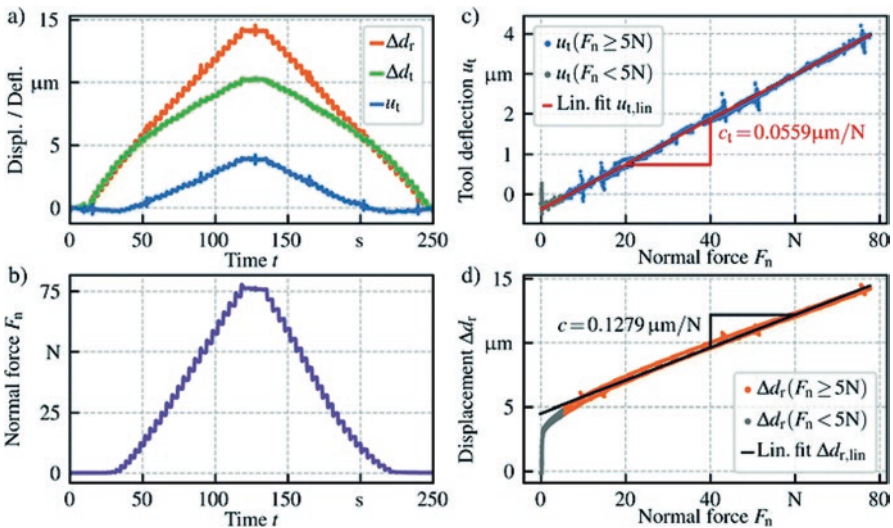 a)
15
μm
5
0
Displ. / Defl.
Δd_r
Δd_t
u_t
0 50 100 150 s 250
Time t
b)
75
N
25
0
Normal force F_n
0 50 100 150 s 250
Time t
c)
4
μm
2
1
0
Tool deflection u_t
u_t(F_n ≥ 5N)
u_t(F_n < 5N)
Lin. fit u_t,lin
c_t = 0.0559 μm/N
0 20 40 N 80
Normal force F_n
d)
15
μm
5
0
Displacement Δd_r
c = 0.1279 μm/N
Δd_r(F_n ≥ 5N)
Δd_r(F_n < 5N)
Lin. fit Δd_r,lin
0 20 40 N 80
Normal force F_n